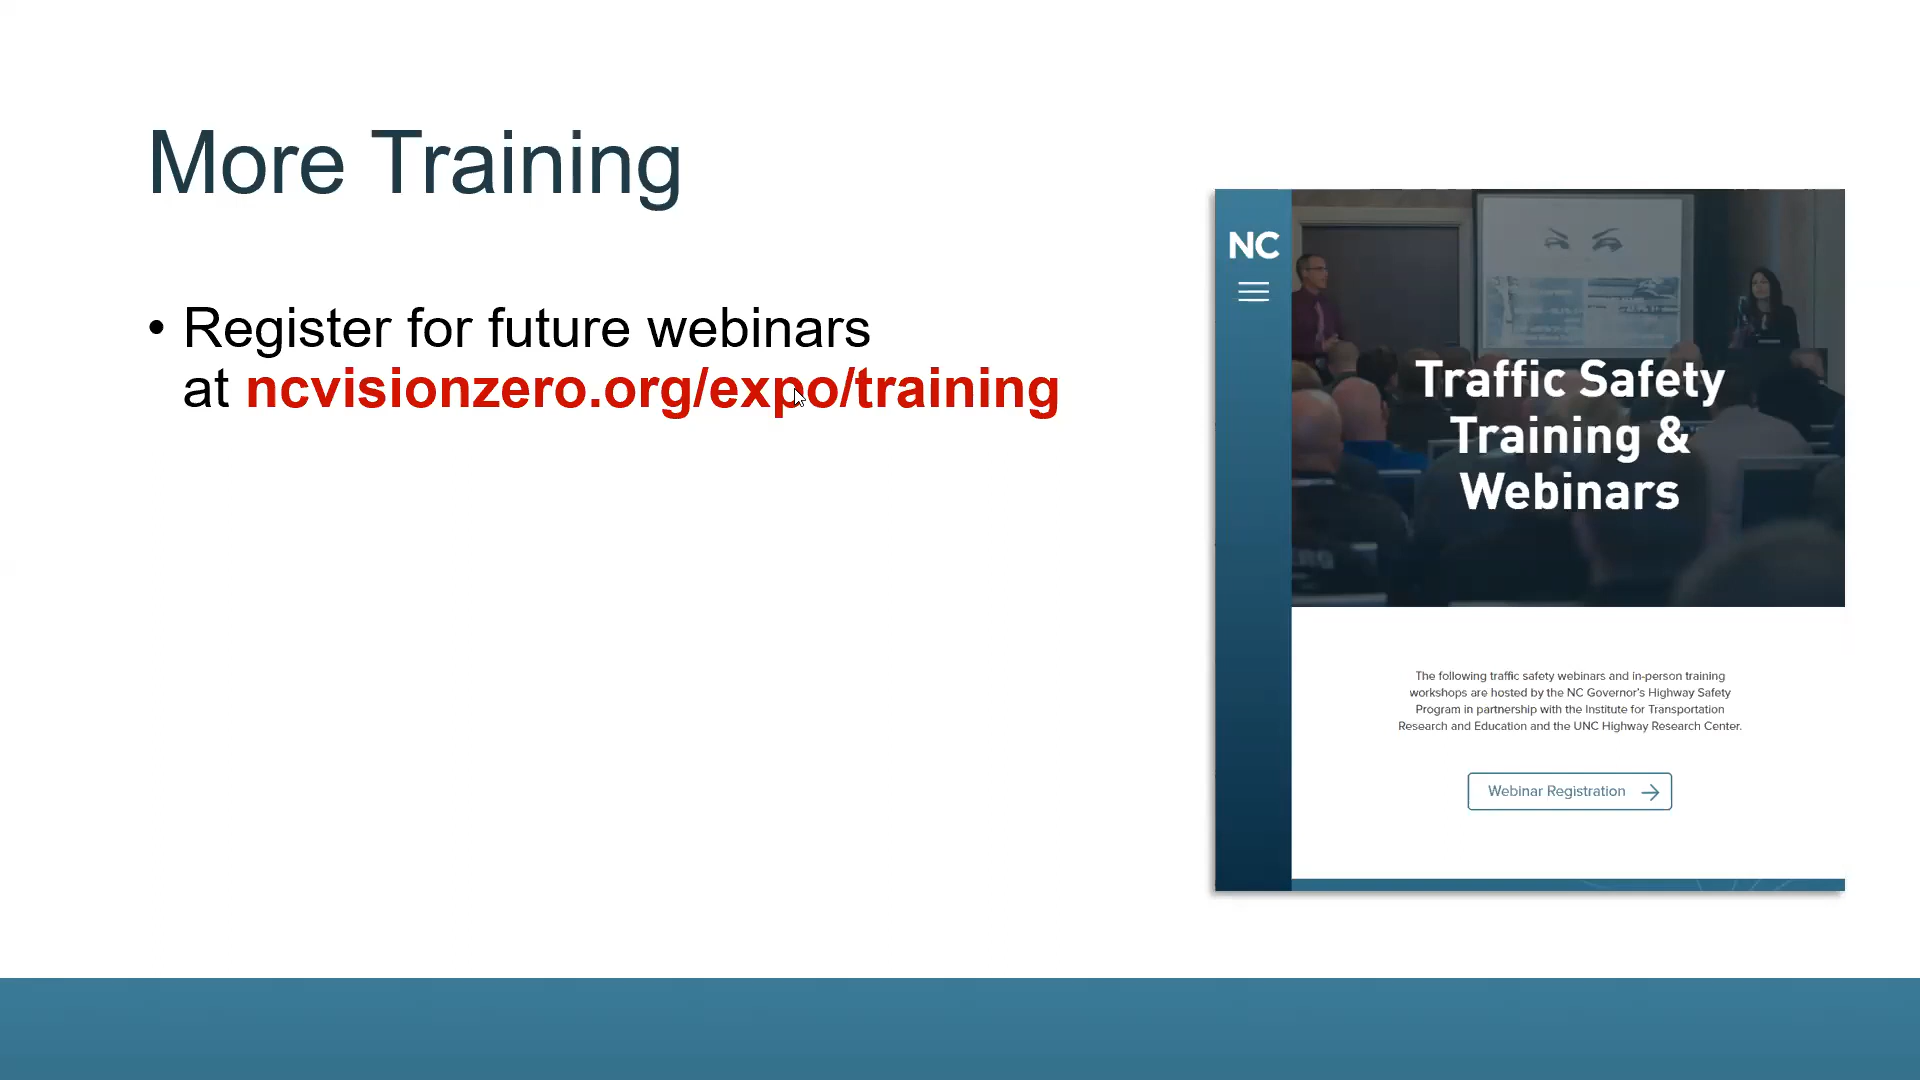 More Training
• Register for future webinars
at ncvisionzero.org/expo/training
NC
Traffic Safety
Training &
Webinars
The following traffic safety webinars and in-person training
workshops are hosted by the NC Governor's Highway Safety
Program in partnership with the Institute for Transportation
Research and Education and the UNC Highway Research Center.
Webinar Registration